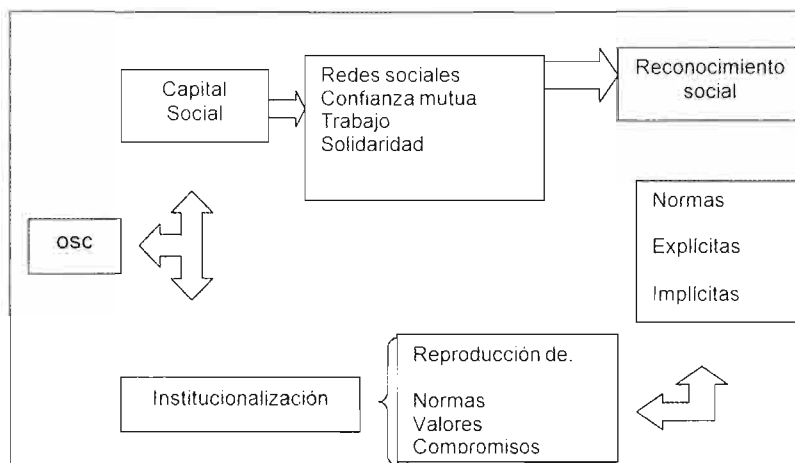 Capital
Social
Redes sociales
Confianza mutua
Trabajo
Solidaridad
Reconocimiento
social
osc
Normas
Explícitas
Implícitas
Institucionalización
Reproducción de.
Normas
Valores
Compromisos